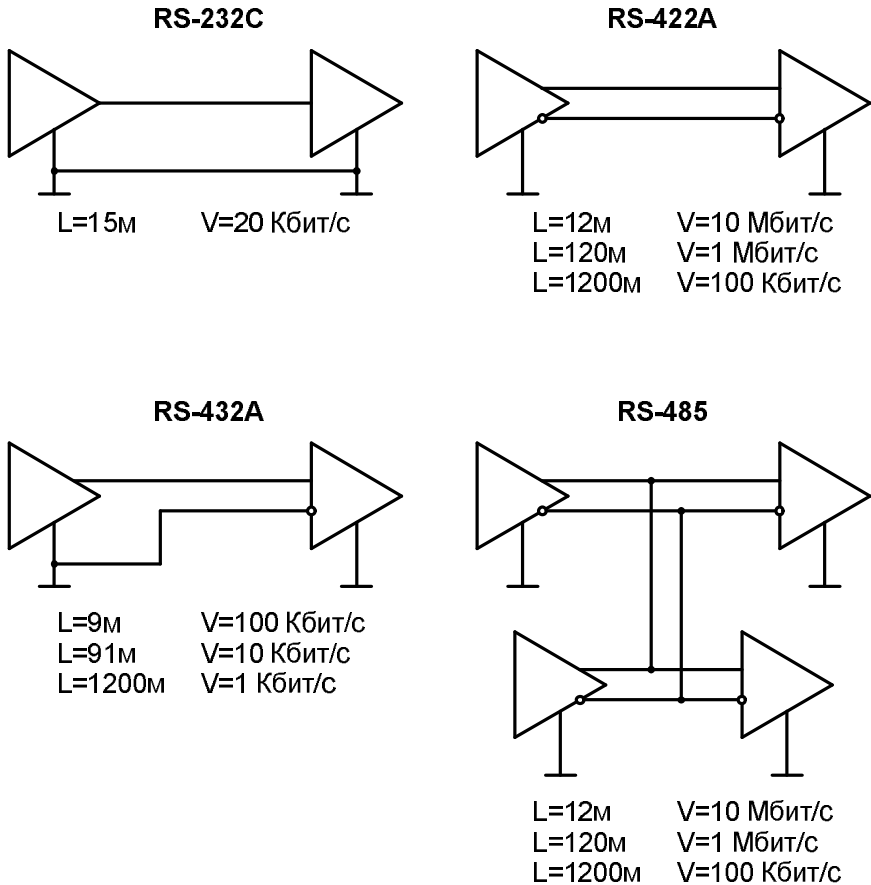 RS-232C
L=15м V=20 Кбит/с
RS-422A
L=12м V=10 Мбит/с
L=120м V=1 Мбит/с
L=1200м V=100 Кбит/с
RS-432A
L=9м V=100 Кбит/с
L=91м V=10 Кбит/с
L=1200м V=1 Кбит/с
RS-485
L=12м V=10 Мбит/с
L=120м V=1 Мбит/с
L=1200м V=100 Кбит/с